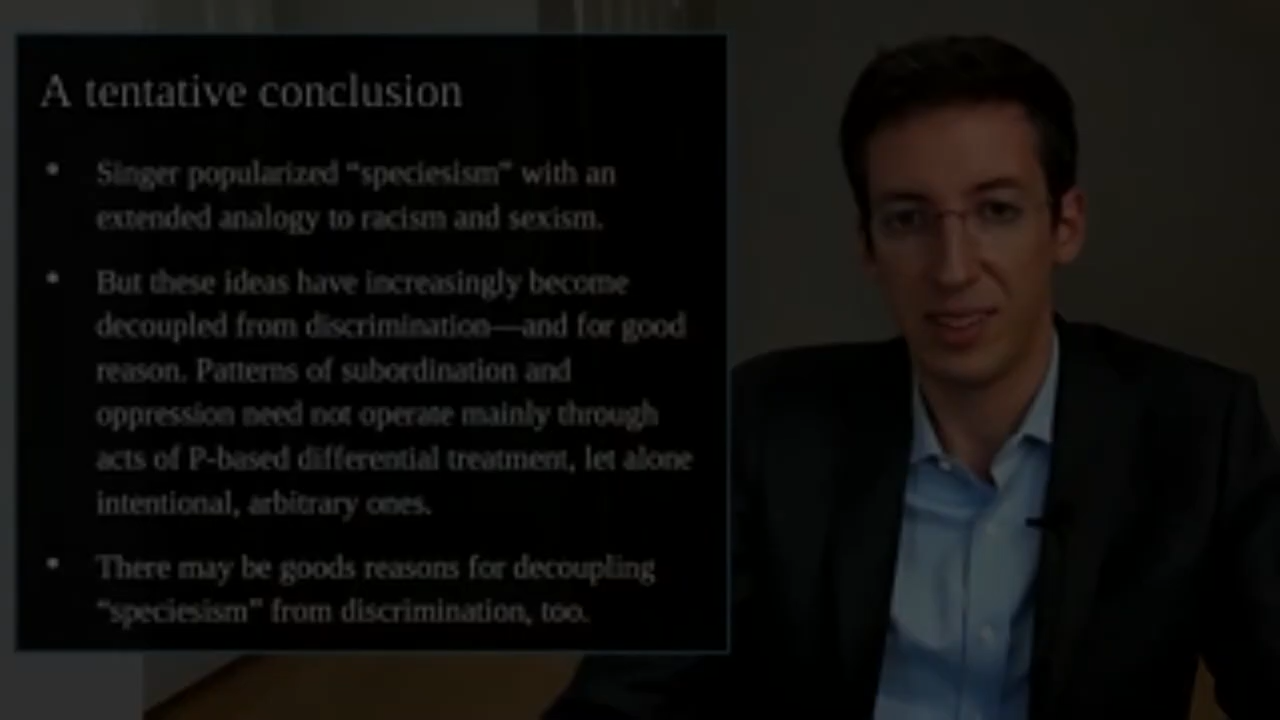 A tentative conclusion
• Singer popularized “speciesism” with an
extended analogy to racism and sexism.
• But these ideas have increasingly become
decoupled from discrimination—and for good
reason. Patterns of subordination and
oppression need not operate mainly through
acts of P-based differential treatment, let alone
intentional, arbitrary ones.
• There may be goods reasons for decoupling
“speciesism” from discrimination, too.